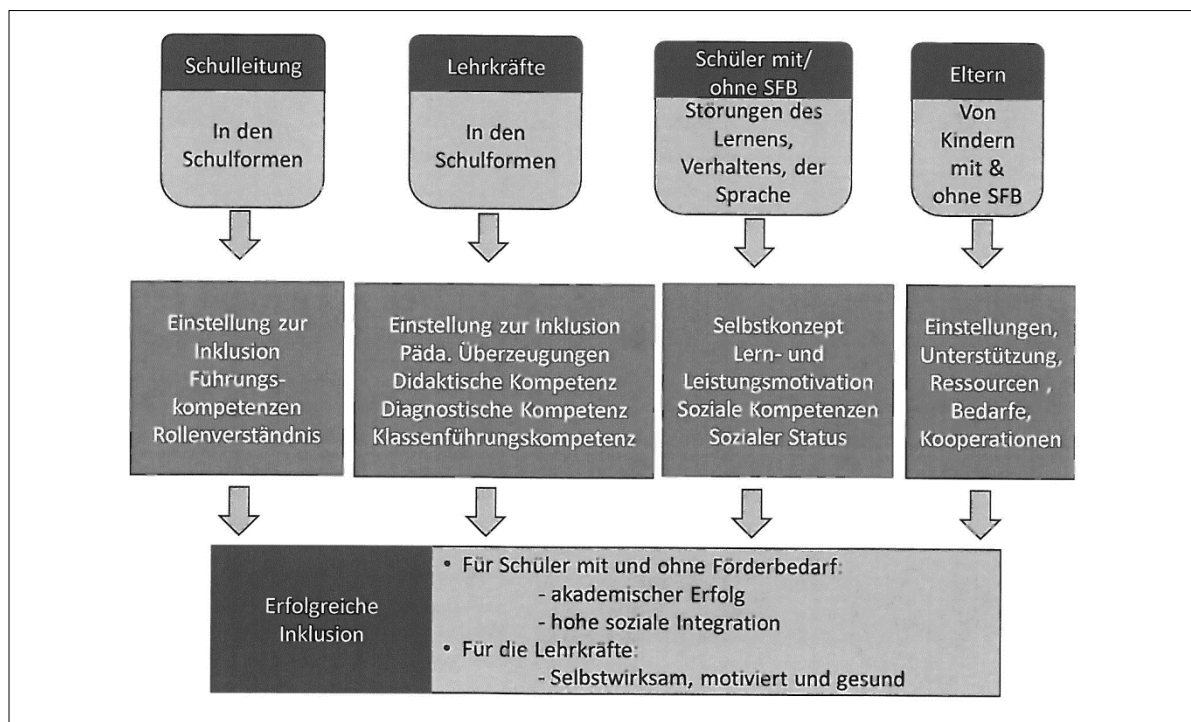 Schulleitung
In den
Schulformen
Lehrkräfte
In den
Schulformen
Schüler mit/
ohne SFB
Störungen des
Lernens,
Verhaltens, der
Sprache
Eltern
Von
Kindern
mit &
ohne SFB
Einstellung zur
Inklusion
Führungs-
kompetenzen
Rollenverständnis
Einstellung zur Inklusion
Päda. Überzeugungen
Didaktische Kompetenz
Diagnostische Kompetenz
Klassenführungskompetenz
Selbstkonzept
Lern- und
Leistungsmotivation
Soziale Kompetenzen
Sozialer Status
Einstellungen,
Unterstützung,
Ressourcen ,
Bedarfe,
Kooperationen
Erfolgreiche
Inklusion
• Für Schüler mit und ohne Förderbedarf:
- akademischer Erfolg
- hohe soziale Integration
• Für die Lehrkräfte:
- Selbstwirksam, motiviert und gesund